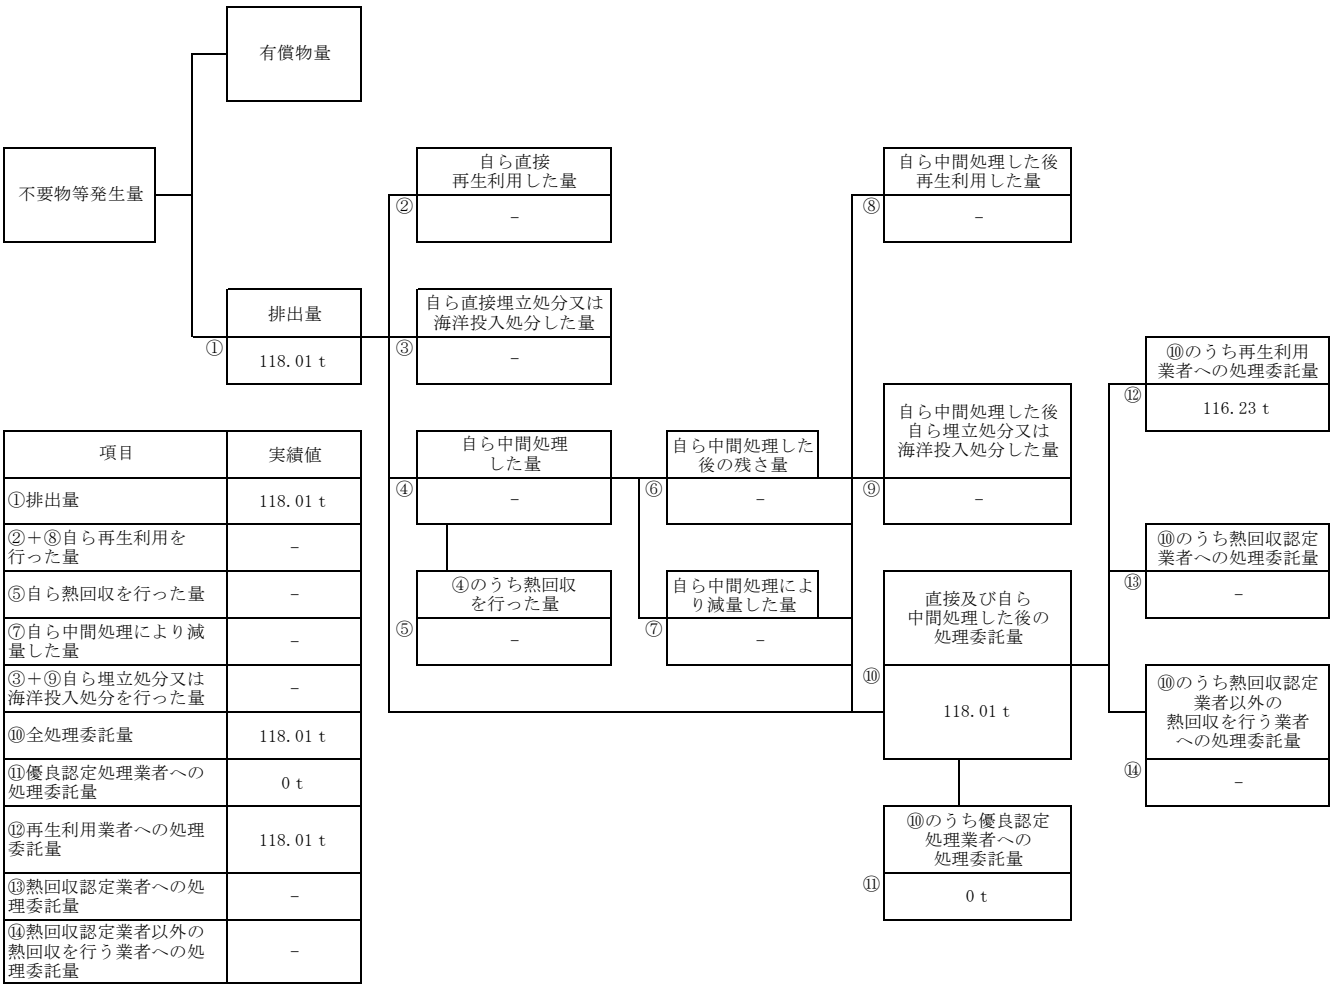 有償物量
不要物等発生量
排出量
①
118.01 t
自ら直接
再生利用した量
②
－
自ら直接埋立処分又は
海洋投入処分した量
③
－
自ら中間処理
した量
④
－
④のうち熱回収
を行った量
⑤
－
自ら中間処理した
後の残さ量
⑥
－
自ら中間処理によ
り減量した量
⑦
－
自ら中間処理した後
再生利用した量
⑧
－
自ら中間処理した後
自ら埋立処分又は
海洋投入処分した量
⑨
－
直接及び自ら
中間処理した後の
処理委託量
⑩
118.01 t
⑩のうち優良認定
処理業者への
処理委託量
⑪
0 t
⑩のうち再生利用
業者への処理委託量
⑫
116.23 t
⑩のうち熱回収認定
業者への処理委託量
⑬
－
⑩のうち熱回収認定
業者以外の
熱回収を行う業者
への処理委託量
⑭
－
項目
実績値
①排出量
118.01 t
②＋⑧自ら再生利用を
行った量
－
⑤自ら熱回収を行った量
－
⑦自ら中間処理により減
量した量
－
③＋⑨自ら埋立処分又は
海洋投入処分を行った量
－
⑩全処理委託量
118.01 t
⑪優良認定処理業者への
処理委託量
0 t
⑫再生利用業者への処理
委託量
118.01 t
⑬熱回収認定業者への処
理委託量
－
⑭熱回収認定業者以外の
熱回収を行う業者への処
理委託量
－